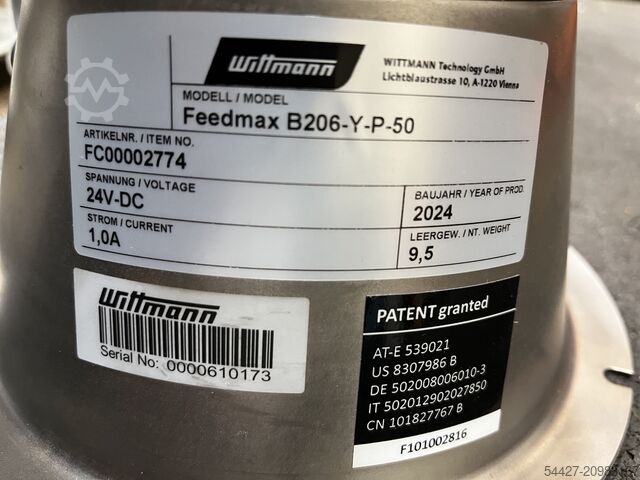 Wittmann
WITTMANN Technology GmbH
Lichtblaustrasse 10, A-1220 Vienna
MODELL / MODEL
Feedmax B206-Y-P-50
ARTIKELNR. / ITEM NO.
FC00002774
SPANNUNG / VOLTAGE
24V-DC
BAUJAHR / YEAR OF PROD.
2024
STROM / CURRENT
1,0A
LEERGEW. / NT. WEIGHT
9,5
Wittmann
Serial No: 0000610173
PATENT granted
AT-E 539021
US 8307986 B
DE 502008006010-3
IT 502012902027850
CN 101827767 B
F101002816